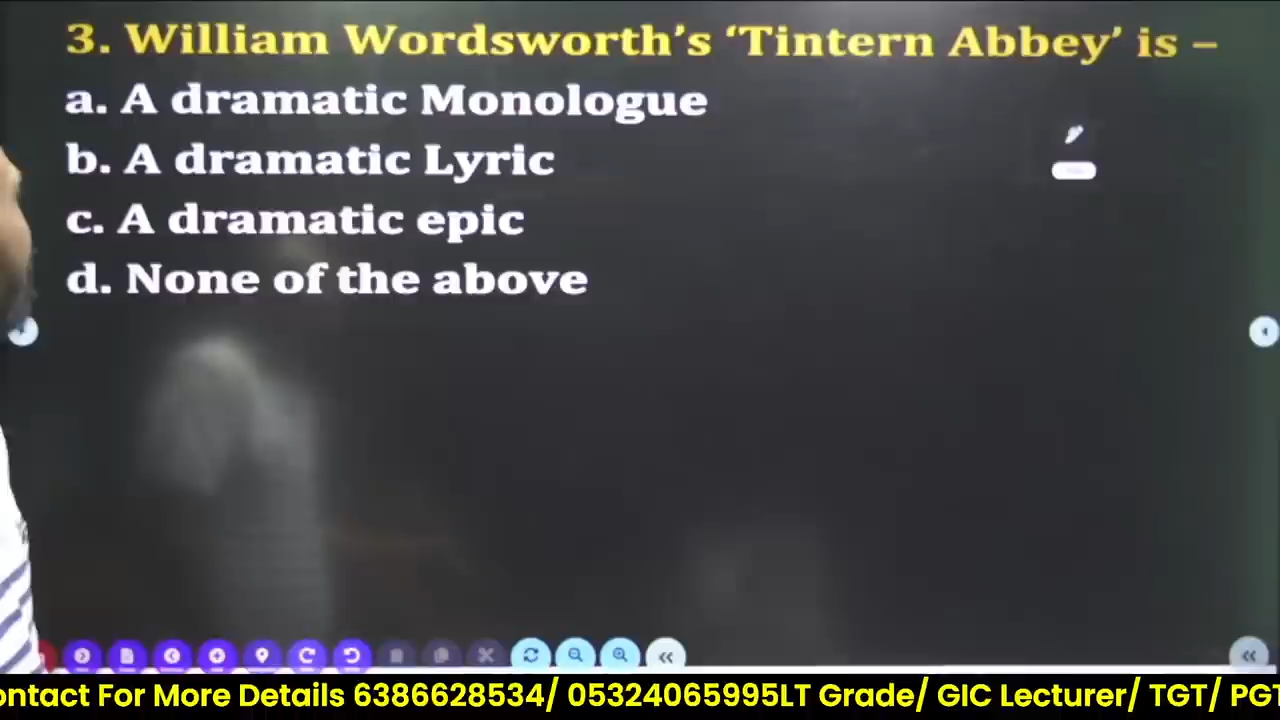 3. William Wordsworth's ‘Tintern Abbey’ is –
a. A dramatic Monologue
b. A dramatic Lyric
c. A dramatic epic
d. None of the above
ontact For More Details 6386628534/ 05324065995LT Grade/ GIC Lecturer/ TGT/ PGT